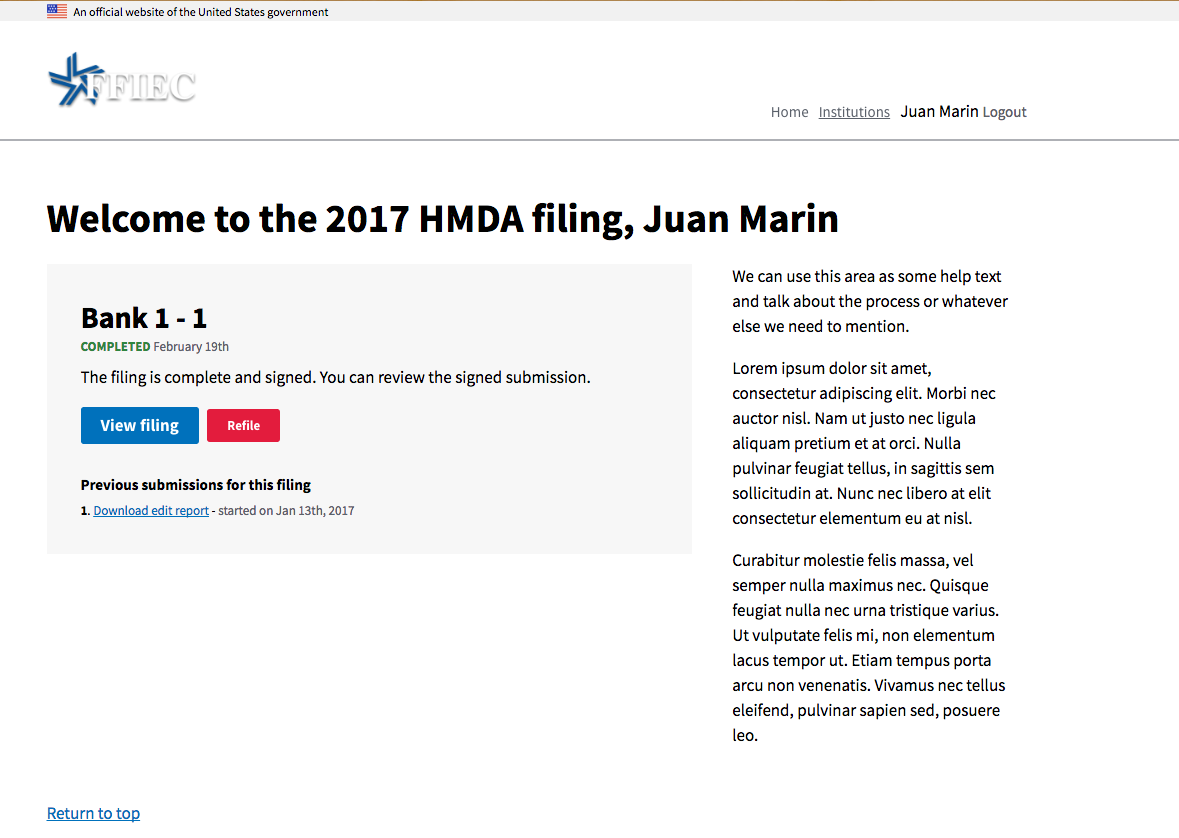 An official website of the United States government
FFIEC
Home Institutions Juan Marin Logout
Welcome to the 2017 HMDA filing, Juan Marin
Bank 1 - 1
COMPLETED February 19th
The filing is complete and signed. You can review the signed submission.
View filing Refile
Previous submissions for this filing
1. Download edit report - started on Jan 13th, 2017
We can use this area as some help text
and talk about the process or whatever
else we need to mention.
Lorem ipsum dolor sit amet,
consectetur adipiscing elit. Morbi nec
auctor nisl. Nam ut justo nec ligula
aliquam pretium et at orci. Nulla
pulvinar feugiat tellus, in sagittis sem
sollicitudin at. Nunc nec libero at elit
consectetur elementum eu at nisl.
Curabitur molestie felis massa, vel
semper nulla maximus nec. Quisque
feugiat nulla nec urna tristique varius.
Ut vulputate felis mi, non elementum
lacus tempor ut. Etiam tempus porta
arcu non venenatis. Vivamus nec tellus
eleifend, pulvinar sapien sed, posuere
leo.
Return to top